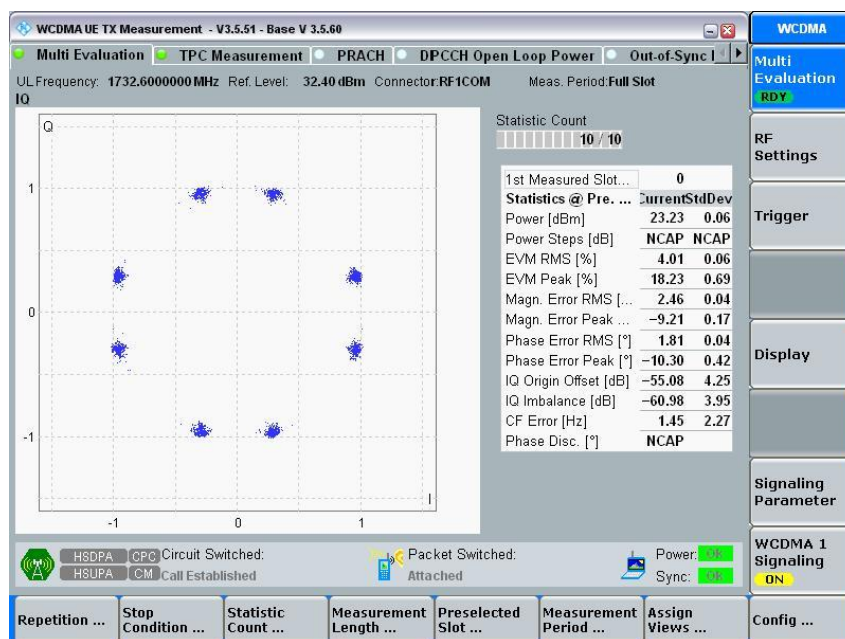 WCDMA UE TX Measurement - V3.5.51 - Base V 3.5.60
WCDMA
Multi Evaluation TPC Measurement PRACH DPCCH Open Loop Power Out-of-Sync
Multi Evaluation
RDY
UL Frequency: 1732.6000000 MHz Ref. Level: 32.40 dBm Connector:RF1COM Meas. Period:Full Slot
IQ
Q
1
0
-1
-1 0 1
I
Statistic Count
10 / 10
1st Measured Slot... 0
Statistics @ Pre. ... Current StdDev
Power [dBm] 23.23 0.06
Power Steps [dB] NCAP NCAP
EVM RMS [%] 4.01 0.06
EVM Peak [%] 18.23 0.69
Magn. Error RMS [... 2.46 0.04
Magn. Error Peak ... −9.21 0.17
Phase Error RMS [°] 1.81 0.04
Phase Error Peak [°] −10.30 0.42
IQ Origin Offset [dB] −55.08 4.25
IQ Imbalance [dB] −60.98 3.95
CF Error [Hz] 1.45 2.27
Phase Disc. [°] NCAP
RF Settings
Trigger
Display
Signaling Parameter
WCDMA 1 Signaling
ON
HSDPA CPC Circuit Switched: Packet Switched: Power: OK
HSUPA CM Call Established Attached Sync: OK
Repetition ...
Stop Condition ...
Statistic Count ...
Measurement Length ...
Preselected Slot ...
Measurement Period ...
Assign Views ...
Config ...